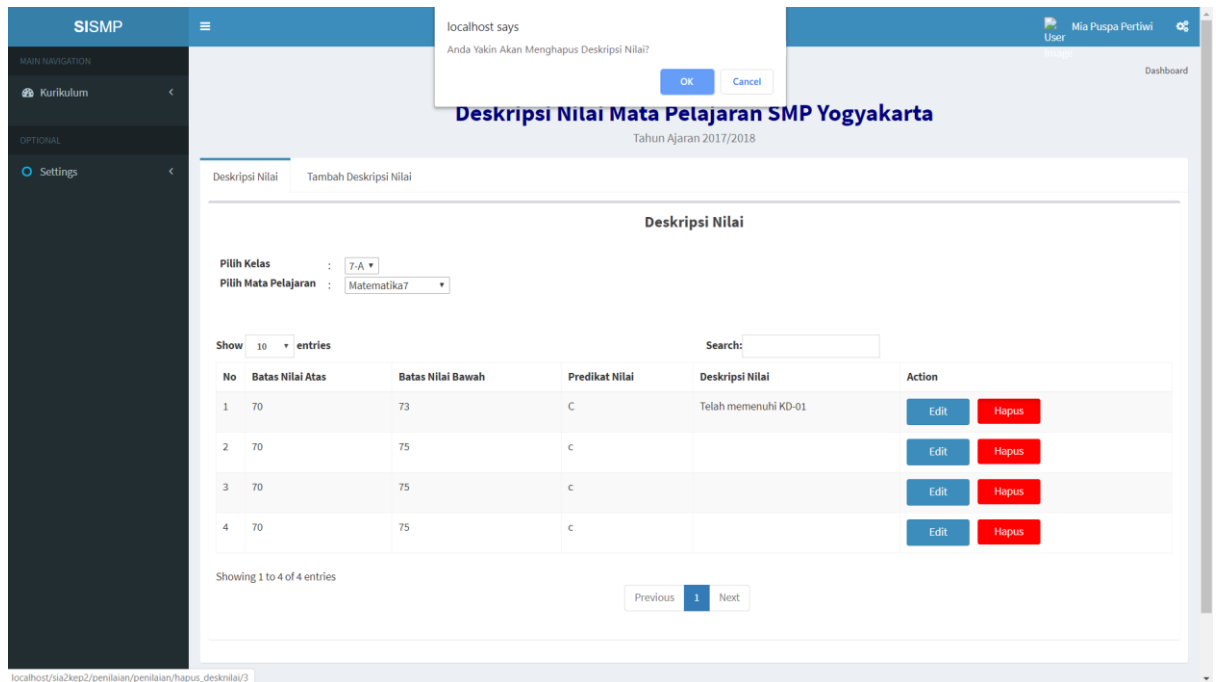 SISMP
localhost says
Anda Yakin Akan Menghapus Deskripsi Nilai?
OK Cancel
User Image
Mia Puspa Pertiwi
MAIN NAVIGATION
Kurikulum
OPTIONAL
Settings
Dashboard
Deskripsi Nilai Mata Pelajaran SMP Yogyakarta
Tahun Ajaran 2017/2018
Deskripsi Nilai Tambah Deskripsi Nilai
Deskripsi Nilai
Pilih Kelas : 7-A
Pilih Mata Pelajaran : Matematika7
Show 10 entries Search:
No Batas Nilai Atas Batas Nilai Bawah Predikat Nilai Deskripsi Nilai Action
1 70 73 C Telah memenuhi KD-01 Edit Hapus
2 70 75 c Edit Hapus
3 70 75 c Edit Hapus
4 70 75 c Edit Hapus
Showing 1 to 4 of 4 entries
Previous 1 Next
localhost/sia2kep2/penilaian/penilaian/hapus_desknilai/3